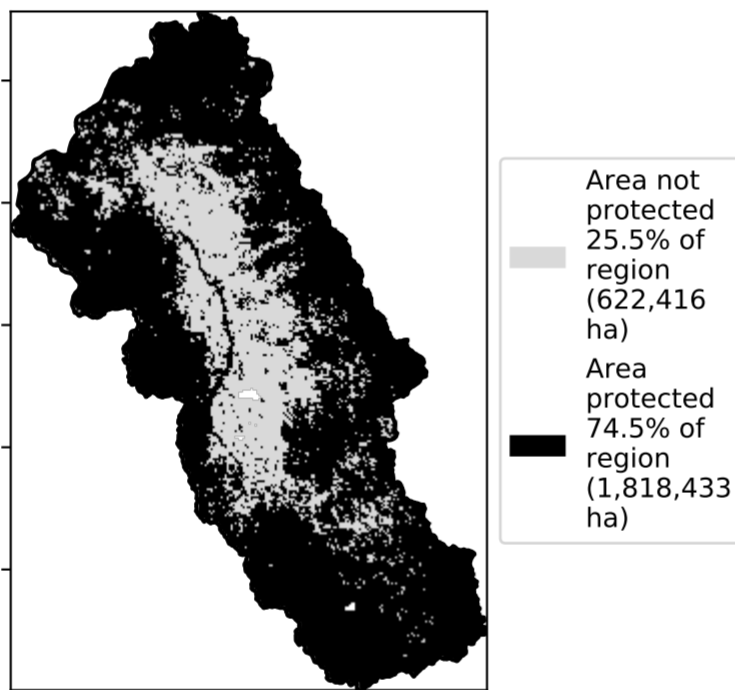 Area not
protected
25.5% of
region
(622,416
ha)
Area
protected
74.5% of
region
(1,818,433
ha)